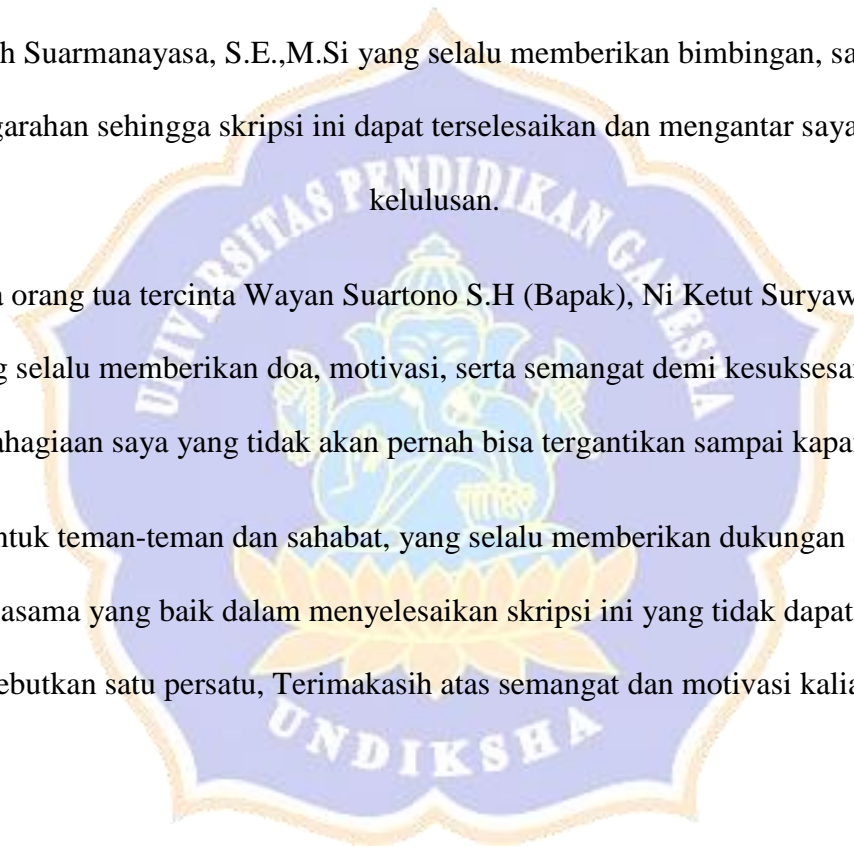 h Suarmanayasa, S.E.,M.Si yang selalu memberikan bimbingan, sa
garahan sehingga skripsi ini dapat terselesaikan dan mengantar saya
kelulusan.
a orang tua tercinta Wayan Suartono S.H (Bapak), Ni Ketut Suryaw
g selalu memberikan doa, motivasi, serta semangat demi kesuksesan
ahagiaan saya yang tidak akan pernah bisa tergantikan sampai kapan
ntuk teman-teman dan sahabat, yang selalu memberikan dukungan
asama yang baik dalam menyelesaikan skripsi ini yang tidak dapat
ebutkan satu persatu, Terimakasih atas semangat dan motivasi kalia
UNIVERSITAS PENDIDIKAN GANESHA
UNDIKSHA